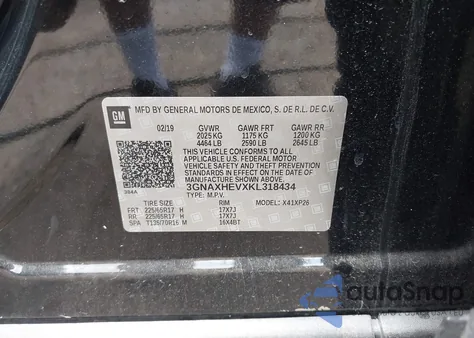 GM
MFD BY GENERAL MOTORS DE MEXICO, S. DE R.L. DE C.V.
02/19 GVWR GAWR FRT GAWR RR
2025 KG 1175 KG 1200 KG
4464 LB 2590 LB 2645 LB
THIS VEHICLE CONFORMS TO ALL
APPLICABLE U.S. FEDERAL MOTOR
VEHICLE SAFETY AND THEFT PREVENTION
STANDARDS IN EFFECT ON THE DATE OF
MANUFACTURE SHOWN ABOVE.
3GNAXHEVXKL318434
384A TYPE: M.P.V. MODEL: X41XP26
TIRE SIZE RIM
FRT 225/65R17 H 17X7J
RR 225/65R17 H 17X7J
SPA T135/70R16 M 16X4BT
autoSnap